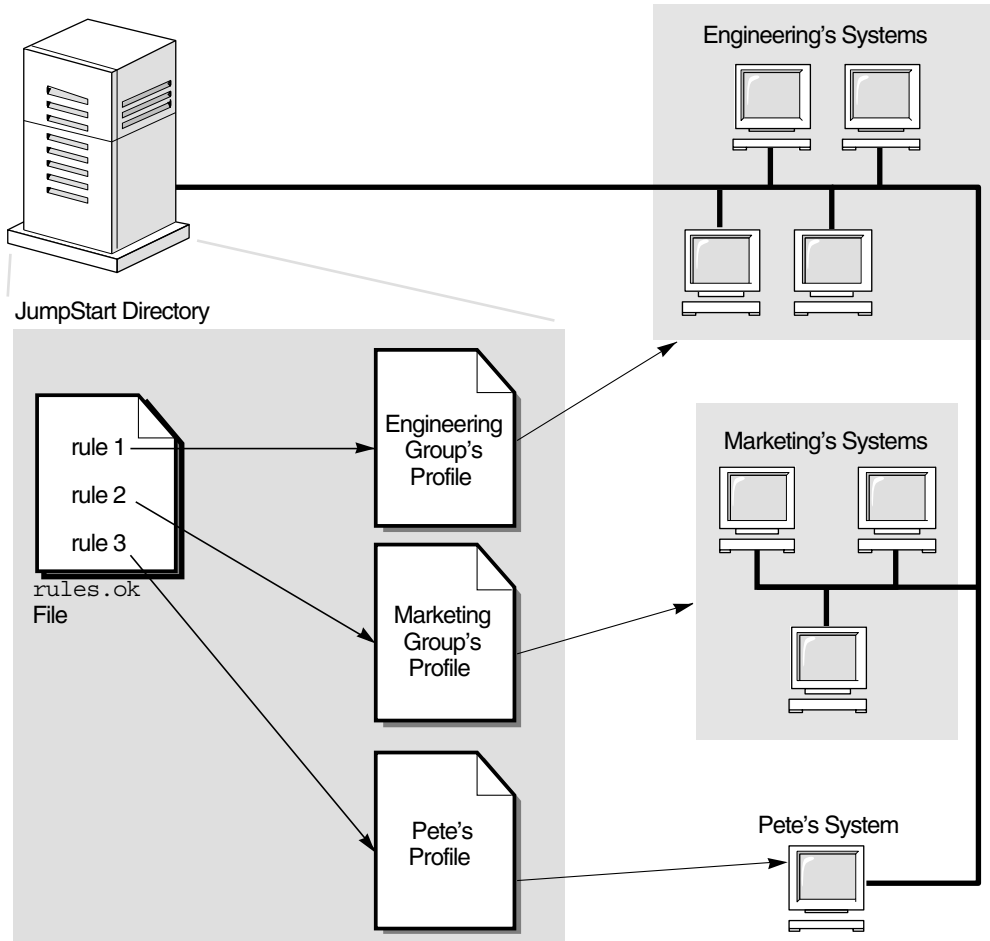 Engineering's Systems
JumpStart Directory
rule 1
rule 2
rule 3
rules.ok
File
Engineering
Group's
Profile
Marketing
Group's
Profile
Pete's
Profile
Marketing's Systems
Pete's System